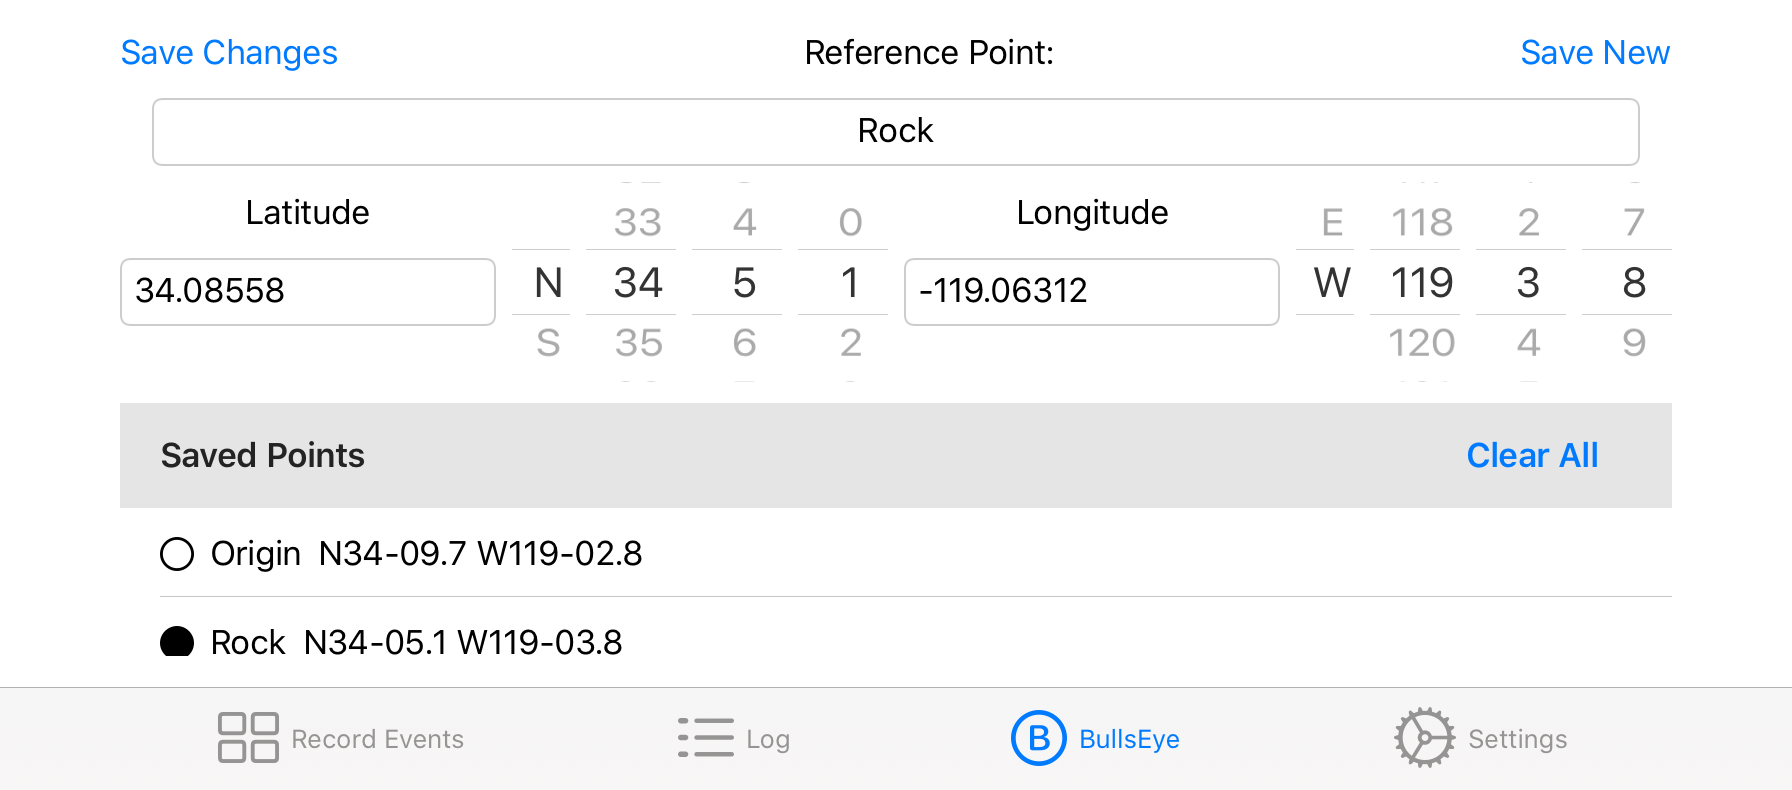 Save Changes Reference Point: Save New
Rock
Latitude 33 4 0 Longitude E 118 2 7
34.08558 N 34 5 1 -119.06312 W 119 3 8
S 35 6 2 120 4 9
Saved Points Clear All
Origin N34-09.7 W119-02.8
Rock N34-05.1 W119-03.8
Record Events Log B BullsEye Settings